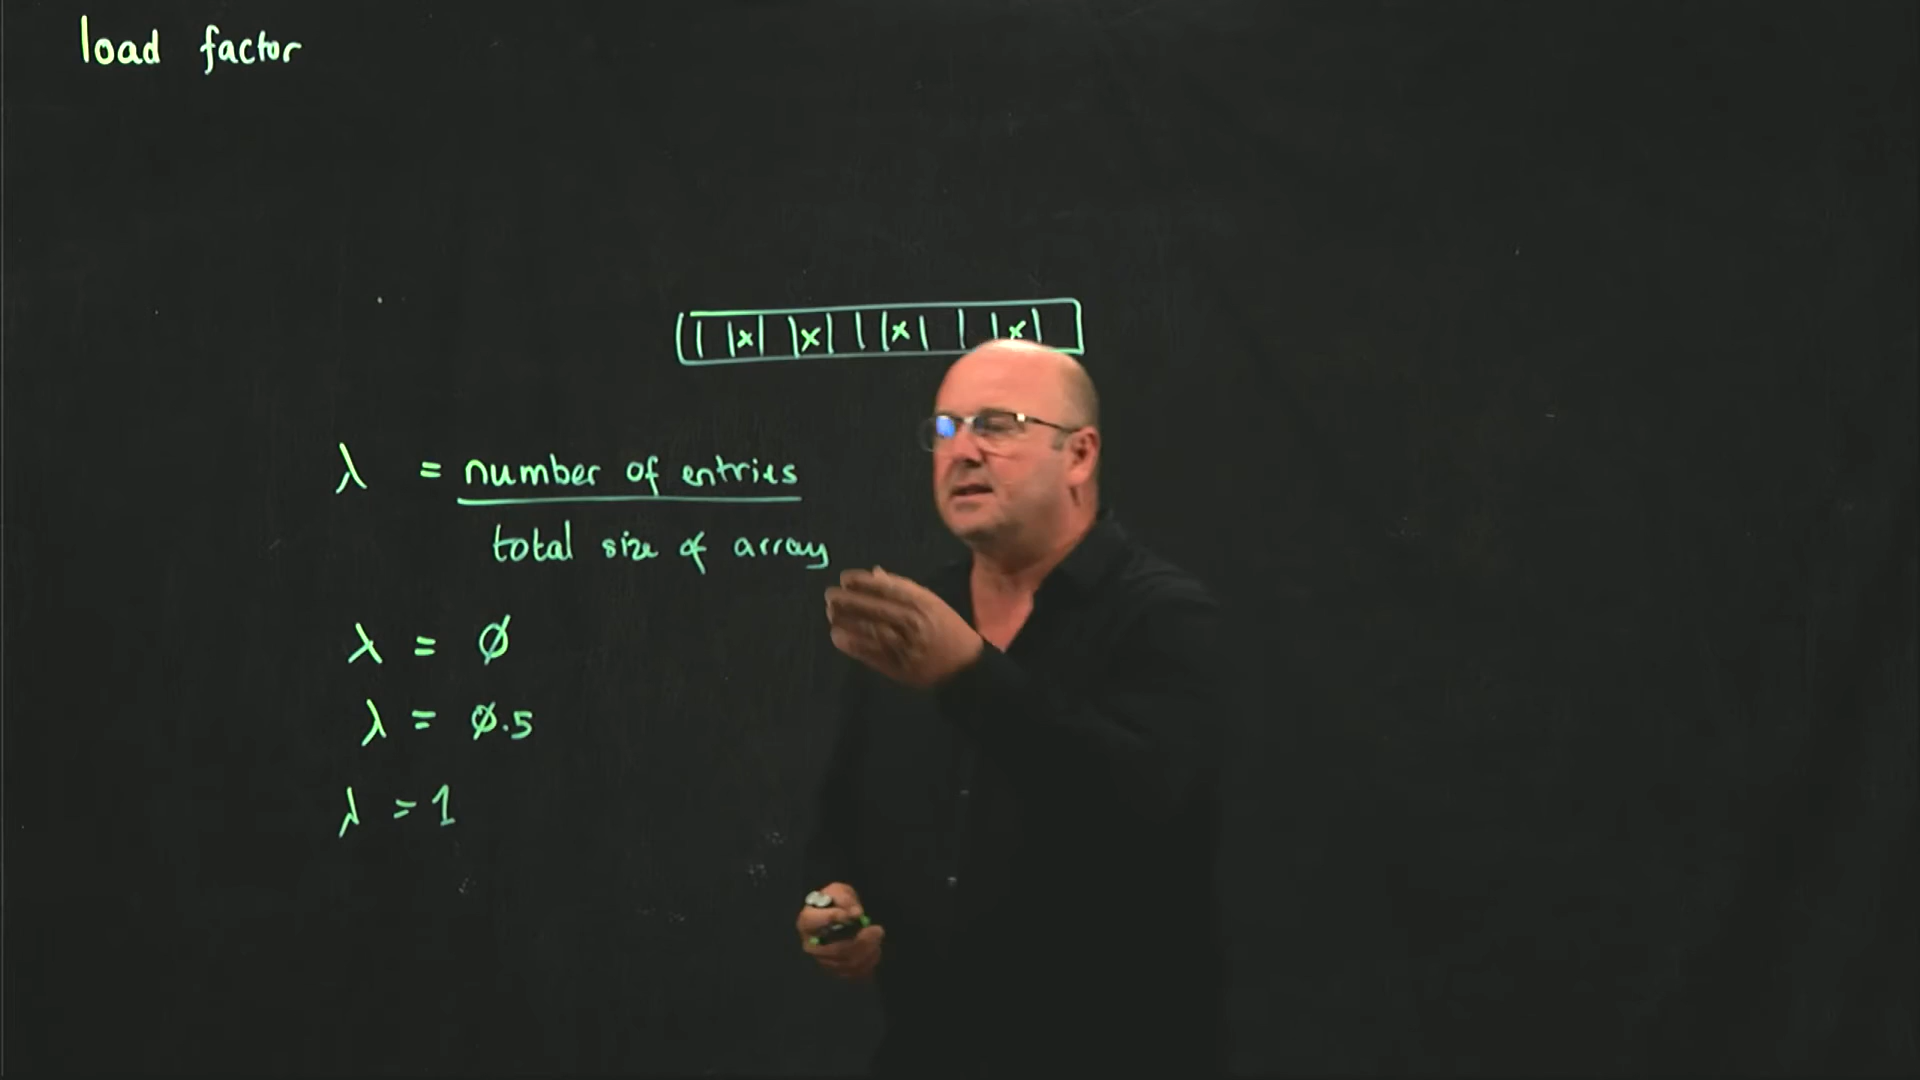 load factor
| |x| |x| | |x| | |x|
λ = number of entries
total size of array
λ = ∅
λ = ∅.5
λ = 1